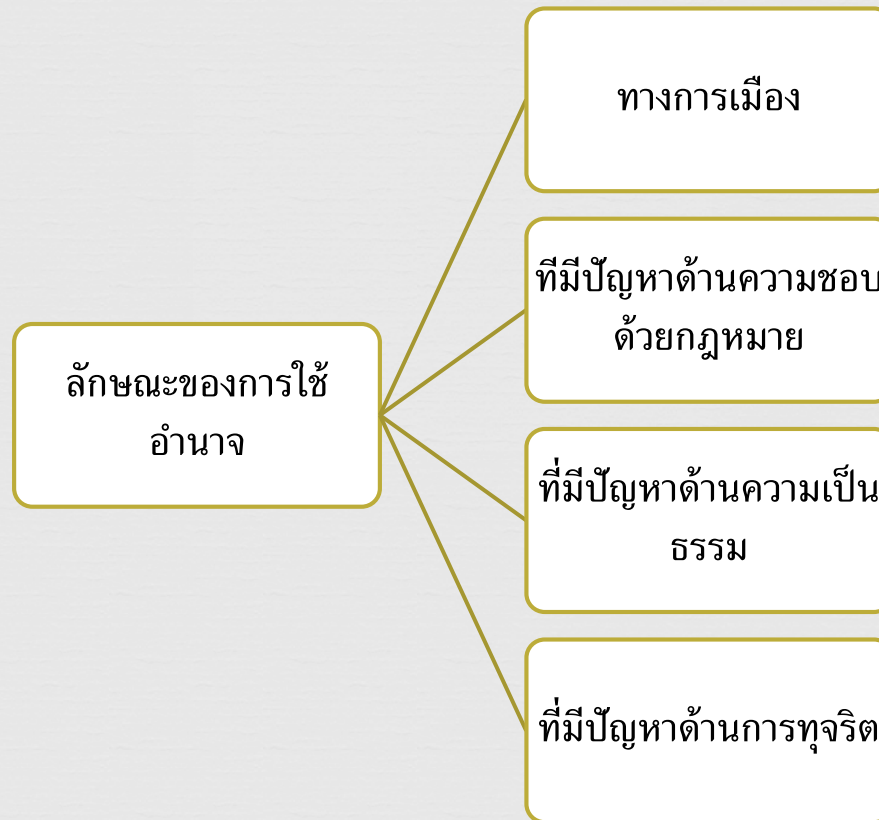 ลักษณะของการใช้
อำนาจ
ทางการเมือง
ที่มีปัญหาด้านความชอบ
ด้วยกฎหมาย
ที่มีปัญหาด้านความเป็น
ธรรม
ที่มีปัญหาด้านการทุจริต